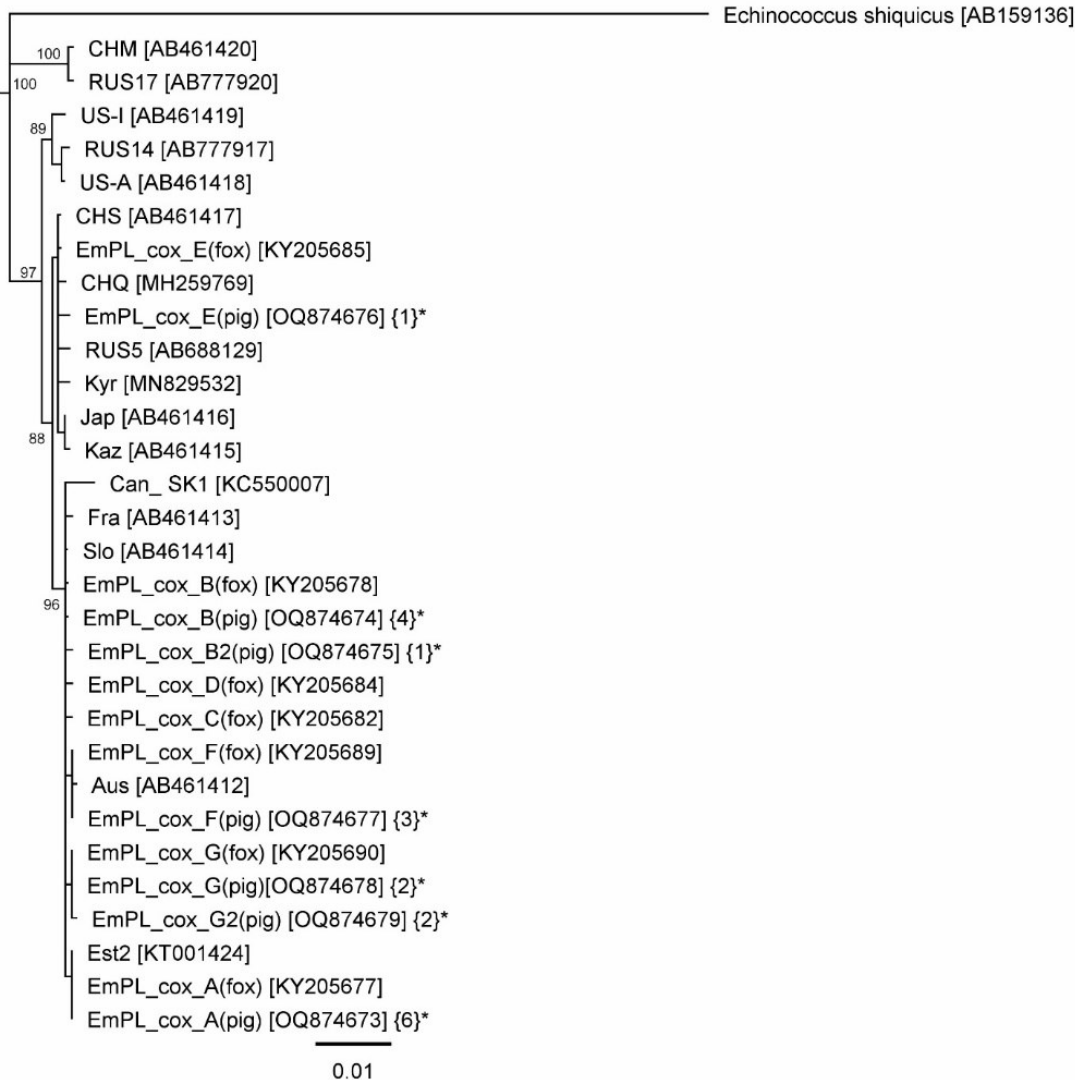 Echinococcus shiquicus [AB159136]
100
CHM [AB461420]
100
RUS17 [AB777920]
US-I [AB461419]
89
RUS14 [AB777917]
US-A [AB461418]
CHS [AB461417]
EmPL_cox_E(fox) [KY205685]
97
CHQ [MH259769]
EmPL_cox_E(pig) [OQ874676] {1}*
RUS5 [AB688129]
Kyr [MN829532]
Jap [AB461416]
88
Kaz [AB461415]
Can_ SK1 [KC550007]
Fra [AB461413]
Slo [AB461414]
EmPL_cox_B(fox) [KY205678]
96
EmPL_cox_B(pig) [OQ874674] {4}*
EmPL_cox_B2(pig) [OQ874675] {1}*
EmPL_cox_D(fox) [KY205684]
EmPL_cox_C(fox) [KY205682]
EmPL_cox_F(fox) [KY205689]
Aus [AB461412]
EmPL_cox_F(pig) [OQ874677] {3}*
EmPL_cox_G(fox) [KY205690]
EmPL_cox_G(pig)[OQ874678] {2}*
EmPL_cox_G2(pig) [OQ874679] {2}*
Est2 [KT001424]
EmPL_cox_A(fox) [KY205677]
EmPL_cox_A(pig) [OQ874673] {6}*
0.01